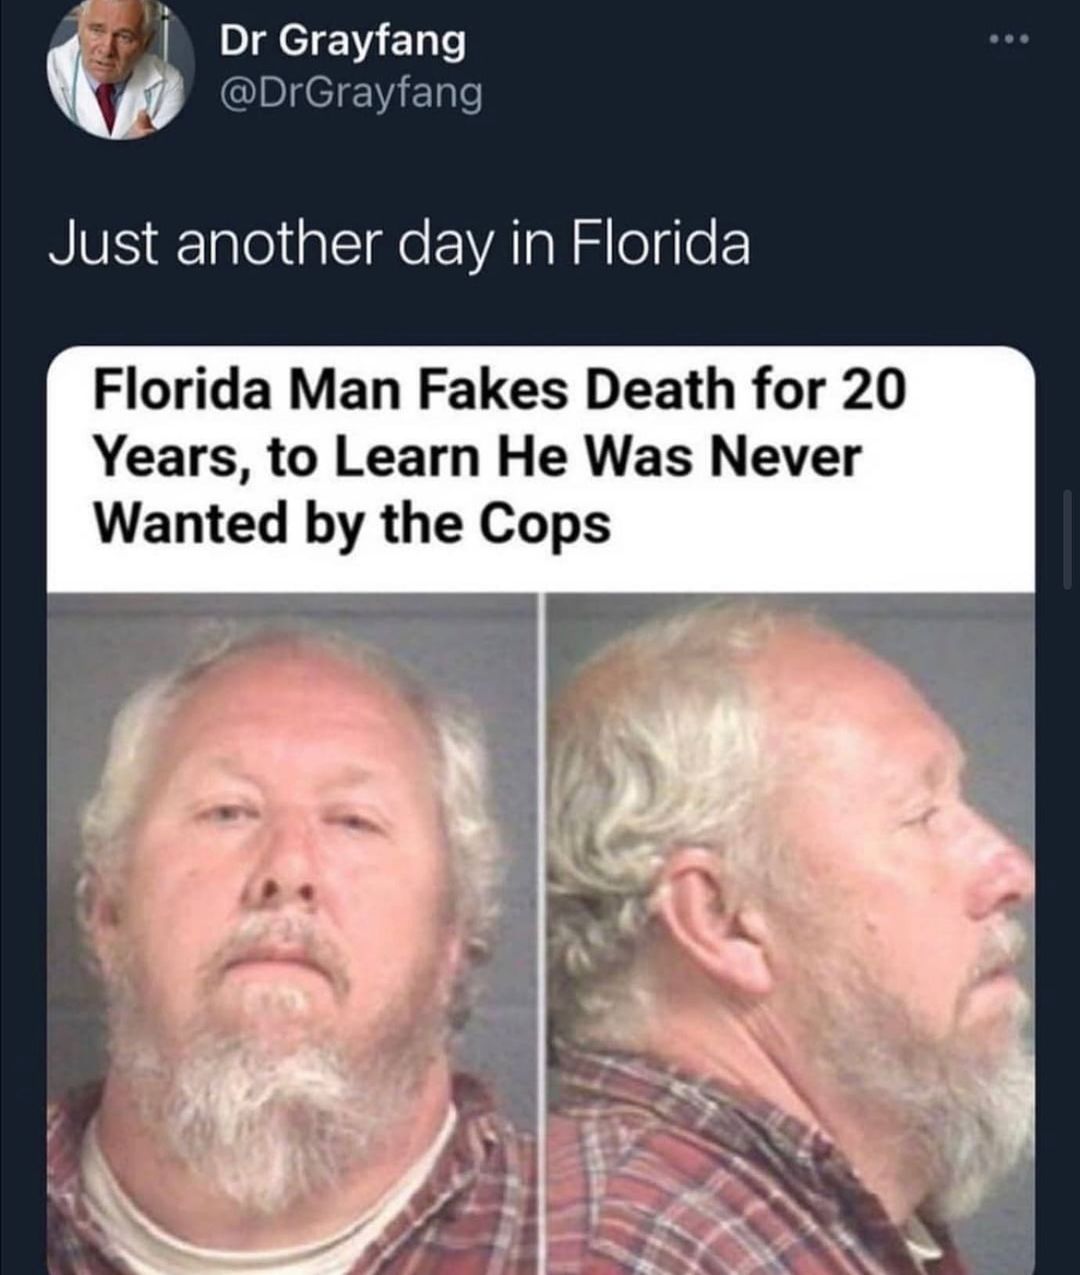 Dr Grayfang
@DrGrayfang
Just another day in Florida
Florida Man Fakes Death for 20
Years, to Learn He Was Never
Wanted by the Cops